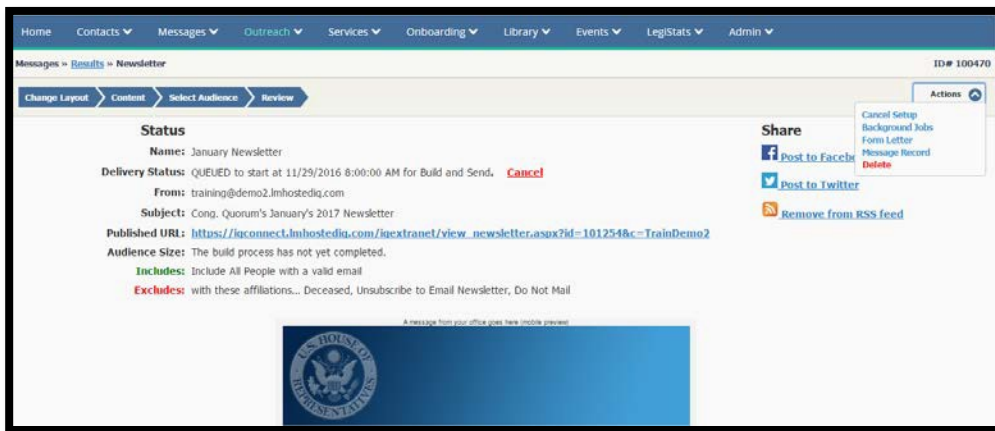 Home Contacts Messages Outreach Services Onboarding Library Events LegiStats Admin
Messages » Results » Newsletter ID# 100470
Change Layout Content Select Audience Review Actions
Cancel Setup
Background Jobs
Form Letter
Message Record
Delete
Status
Name: January Newsletter
Delivery Status: QUEUED to start at 11/29/2016 8:00:00 AM for Build and Send. Cancel
From: training@demo2.lmhostediq.com
Subject: Cong. Quorum's January's 2017 Newsletter
Published URL: https://iqconnect.lmhostediq.com/iqextranet/view_newsletter.aspx?id=101254&c=TrainDemo2
Audience Size: The build process has not yet completed.
Includes: Include All People with a valid email
Excludes: with these affiliations... Deceased, Unsubscribe to Email Newsletter, Do Not Mail
Share
Post to Facebo
Post to Twitter
Remove from RSS feed
A message from your office goes here (mobile preview)
U.S. HOUSE OF
REPRESENTATIVES